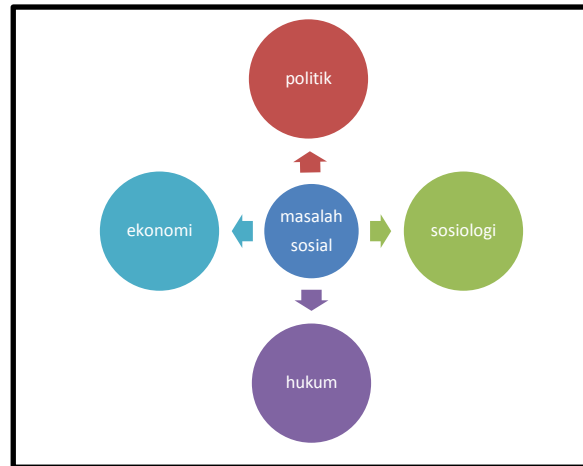 politik
ekonomi
masalah
sosial
sosiologi
hukum